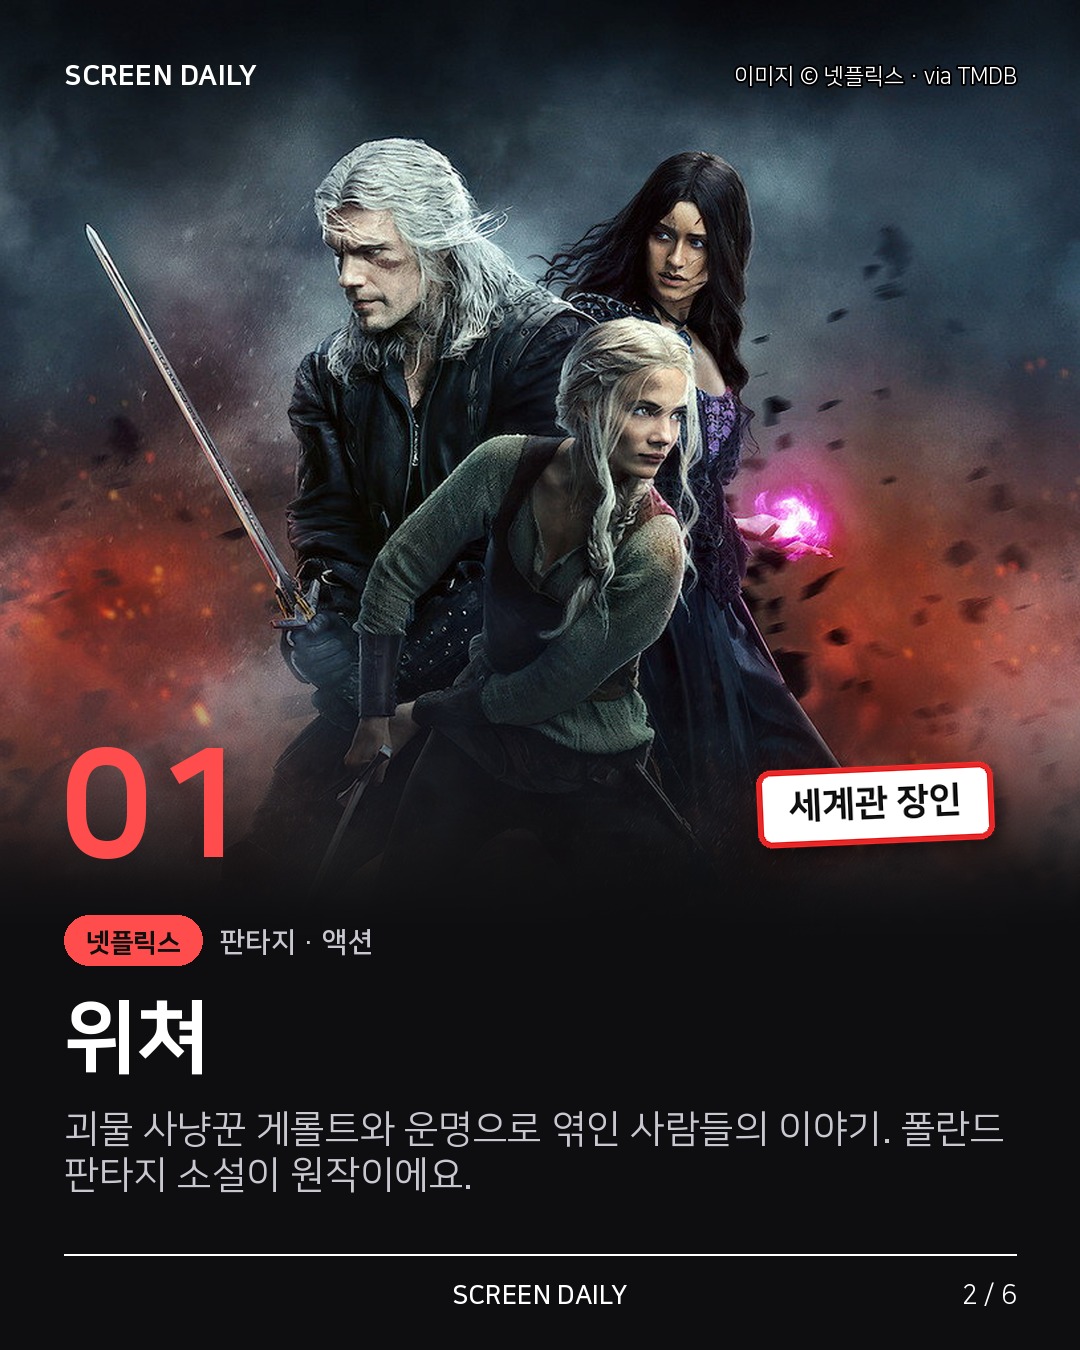 SCREEN DAILY
이미지 © 넷플릭스 · via TMDB
01
세계관 장인
넷플릭스
판타지 · 액션
위쳐
괴물 사냥꾼 게롤트와 운명으로 엮인 사람들의 이야기. 폴란드
판타지 소설이 원작이에요.
SCREEN DAILY
2 / 6